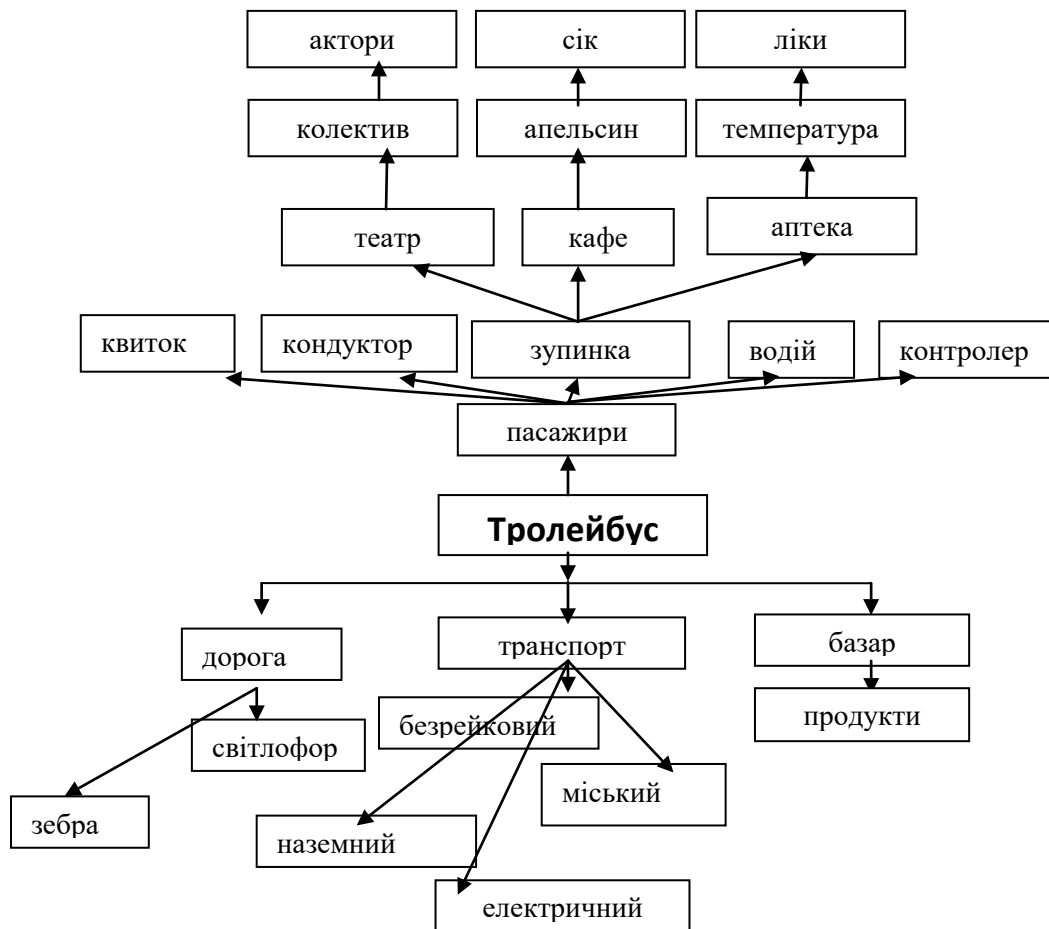 актори
сік
ліки
колектив
апельсин
температура
театр
кафе
аптека
квиток
кондуктор
зупинка
водій
контролер
пасажири
Тролейбус
дорога
транспорт
базар
світлофор
безрейковий
продукти
зебра
наземний
міський
електричний